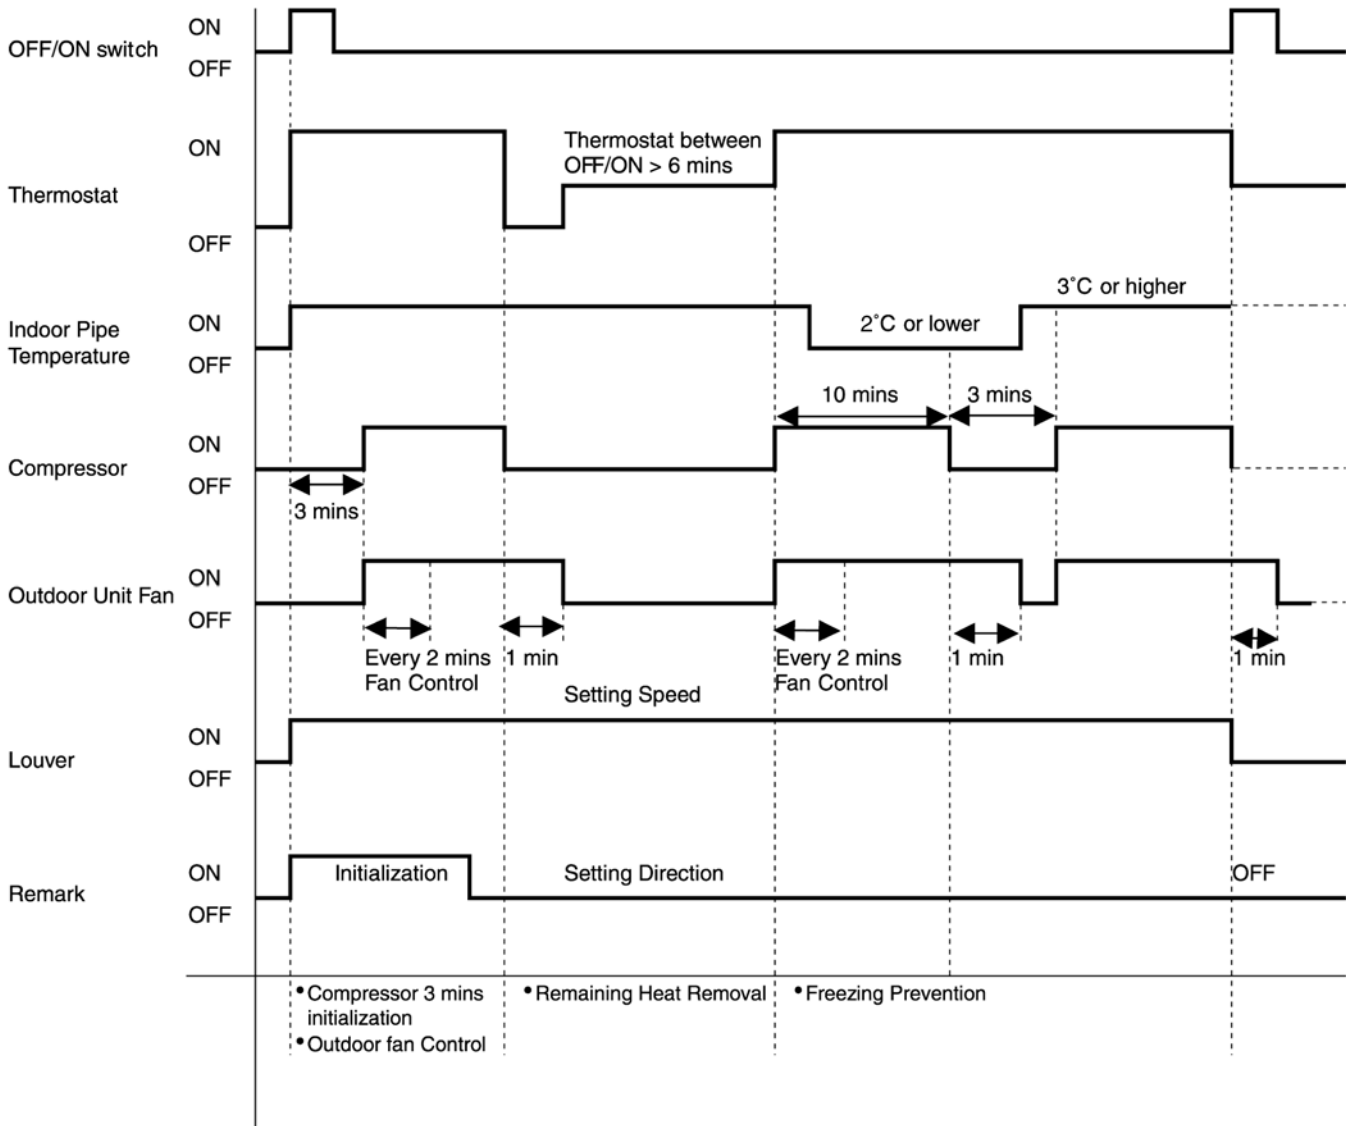 OFF/ON switch
ON
OFF
Thermostat
ON
OFF
Thermostat between
OFF/ON > 6 mins
Indoor Pipe
Temperature
ON
OFF
2˚C or lower
3˚C or higher
Compressor
ON
OFF
3 mins
10 mins
3 mins
Outdoor Unit Fan
ON
OFF
Every 2 mins
Fan Control
1 min
Every 2 mins
Fan Control
1 min
1 min
Setting Speed
Louver
ON
OFF
Remark
ON
OFF
Initialization
Setting Direction
OFF
•Compressor 3 mins
initialization
•Outdoor fan Control
•Remaining Heat Removal
•Freezing Prevention